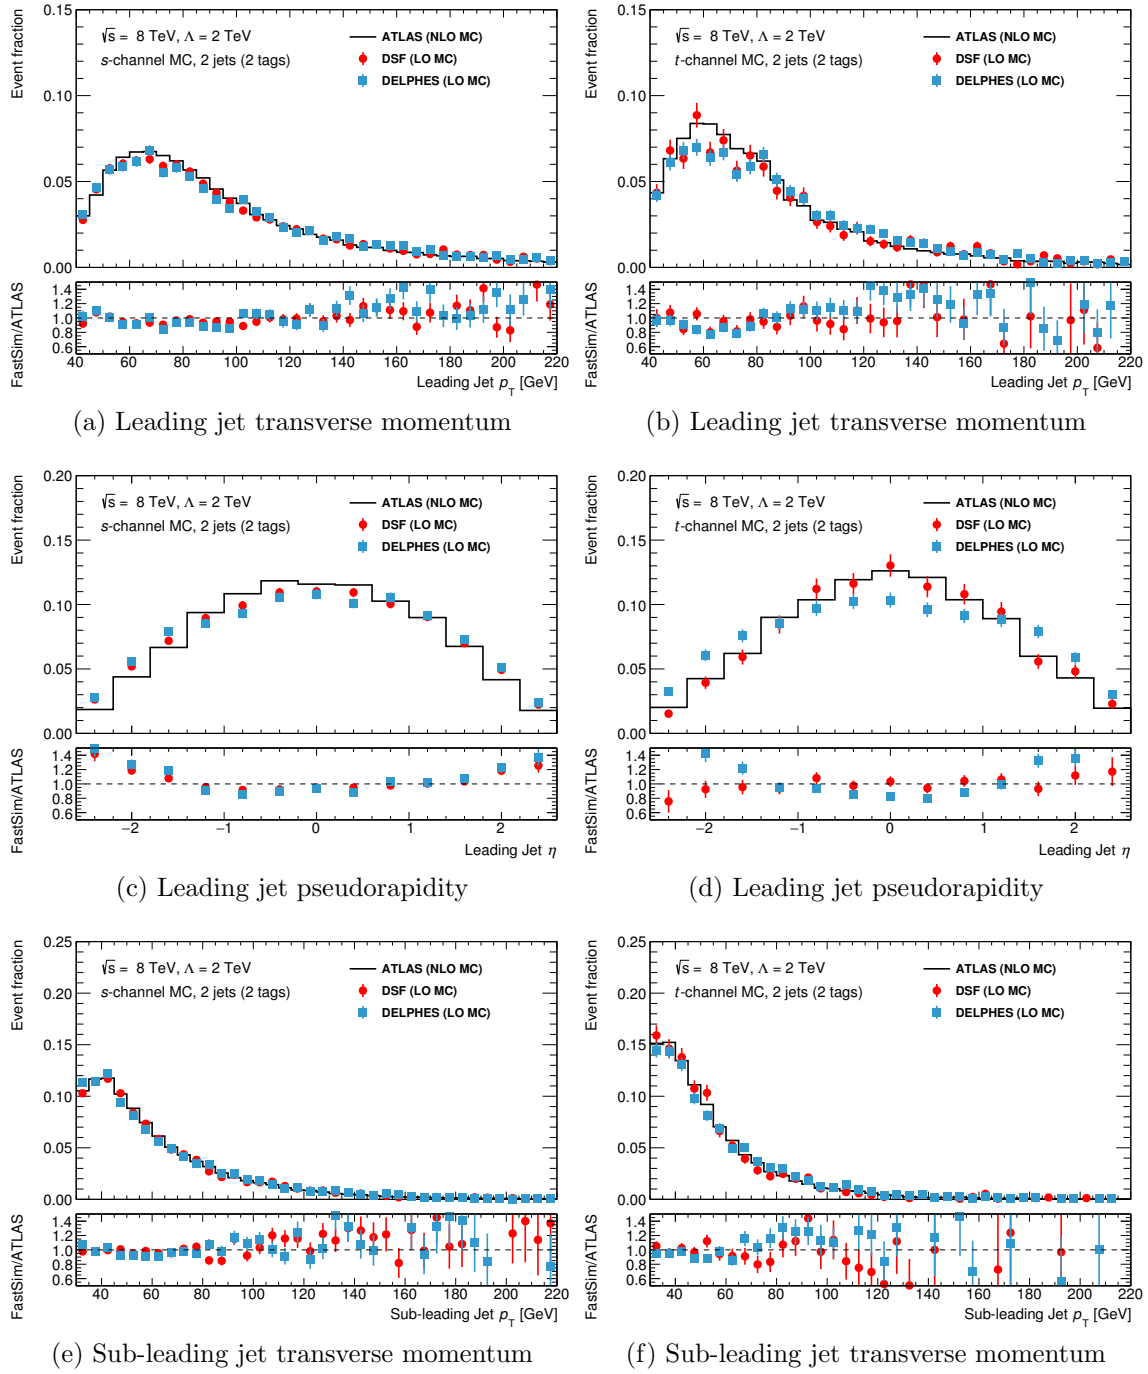 Event fraction
0.15
0.10
0.05
0.00
√s = 8 TeV, Λ = 2 TeV
s-channel MC, 2 jets (2 tags)
ATLAS (NLO MC)
DSF (LO MC)
DELPHES (LO MC)
FastSim/ATLAS
1.4
1.2
1.0
0.8
0.6
40 60 80 100 120 140 160 180 200 220
Leading Jet pT [GeV]
(a) Leading jet transverse momentum
Event fraction
0.15
0.10
0.05
0.00
√s = 8 TeV, Λ = 2 TeV
t-channel MC, 2 jets (2 tags)
ATLAS (NLO MC)
DSF (LO MC)
DELPHES (LO MC)
FastSim/ATLAS
1.4
1.2
1.0
0.8
0.6
40 60 80 100 120 140 160 180 200 220
Leading Jet pT [GeV]
(b) Leading jet transverse momentum
Event fraction
0.20
0.15
0.10
0.05
0.00
√s = 8 TeV, Λ = 2 TeV
s-channel MC, 2 jets (2 tags)
ATLAS (NLO MC)
DSF (LO MC)
DELPHES (LO MC)
FastSim/ATLAS
1.4
1.2
1.0
0.8
0.6
−2 −1 0 1 2
Leading Jet η
(c) Leading jet pseudorapidity
Event fraction
0.20
0.15
0.10
0.05
0.00
√s = 8 TeV, Λ = 2 TeV
t-channel MC, 2 jets (2 tags)
ATLAS (NLO MC)
DSF (LO MC)
DELPHES (LO MC)
FastSim/ATLAS
1.4
1.2
1.0
0.8
0.6
−2 −1 0 1 2
Leading Jet η
(d) Leading jet pseudorapidity
Event fraction
0.25
0.20
0.15
0.10
0.05
0.00
√s = 8 TeV, Λ = 2 TeV
s-channel MC, 2 jets (2 tags)
ATLAS (NLO MC)
DSF (LO MC)
DELPHES (LO MC)
FastSim/ATLAS
1.4
1.2
1.0
0.8
0.6
40 60 80 100 120 140 160 180 200 220
Sub-leading Jet pT [GeV]
(e) Sub-leading jet transverse momentum
Event fraction
0.25
0.20
0.15
0.10
0.05
0.00
√s = 8 TeV, Λ = 2 TeV
t-channel MC, 2 jets (2 tags)
ATLAS (NLO MC)
DSF (LO MC)
DELPHES (LO MC)
FastSim/ATLAS
1.4
1.2
1.0
0.8
0.6
40 60 80 100 120 140 160 180 200 220
Sub-leading Jet pT [GeV]
(f) Sub-leading jet transverse momentum